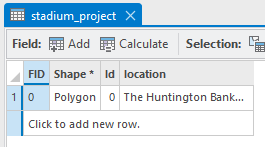 stadium_project
Field: Add Calculate Selection:
FID Shape * Id location
1 0 Polygon 0 The Huntington Bank...
Click to add new row.